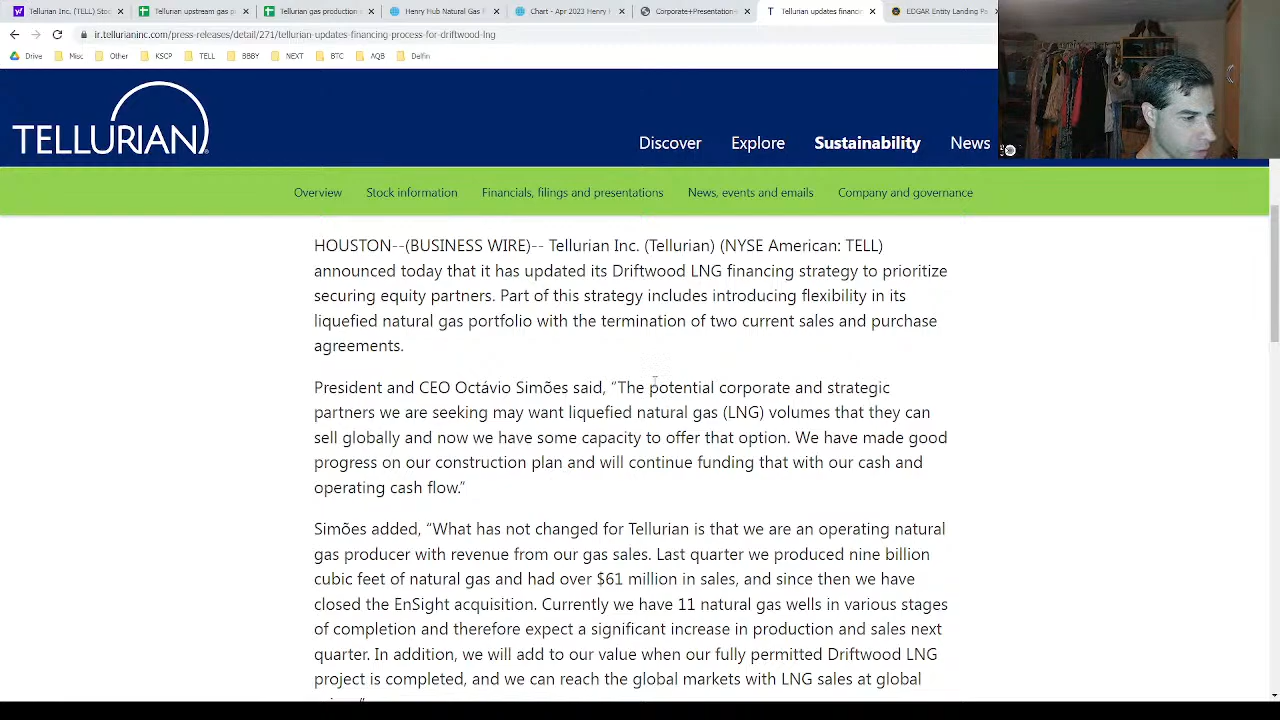 Tellurian Inc. (TELL) Stoc
Tellurian upstream gas p
Tellurian gas production a
Henry Hub Natural Gas F
Chart - Apr 2023 Henry H
Corporate+Presentation+
Tellurian updates financi
EDGAR Entity Landing Pa
ir.tellurianinc.com/press-releases/detail/271/tellurian-updates-financing-process-for-driftwood-lng
Drive Misc Other KSCP TELL BBBY NEXT BTC AQB Delfin
TELLURIAN
Discover Explore Sustainability News
Overview Stock information Financials, filings and presentations News, events and emails Company and governance
HOUSTON--(BUSINESS WIRE)-- Tellurian Inc. (Tellurian) (NYSE American: TELL)
announced today that it has updated its Driftwood LNG financing strategy to prioritize
securing equity partners. Part of this strategy includes introducing flexibility in its
liquefied natural gas portfolio with the termination of two current sales and purchase
agreements.
President and CEO Octávio Simões said, “The potential corporate and strategic
partners we are seeking may want liquefied natural gas (LNG) volumes that they can
sell globally and now we have some capacity to offer that option. We have made good
progress on our construction plan and will continue funding that with our cash and
operating cash flow.”
Simões added, “What has not changed for Tellurian is that we are an operating natural
gas producer with revenue from our gas sales. Last quarter we produced nine billion
cubic feet of natural gas and had over $61 million in sales, and since then we have
closed the EnSight acquisition. Currently we have 11 natural gas wells in various stages
of completion and therefore expect a significant increase in production and sales next
quarter. In addition, we will add to our value when our fully permitted Driftwood LNG
project is completed, and we can reach the global markets with LNG sales at global